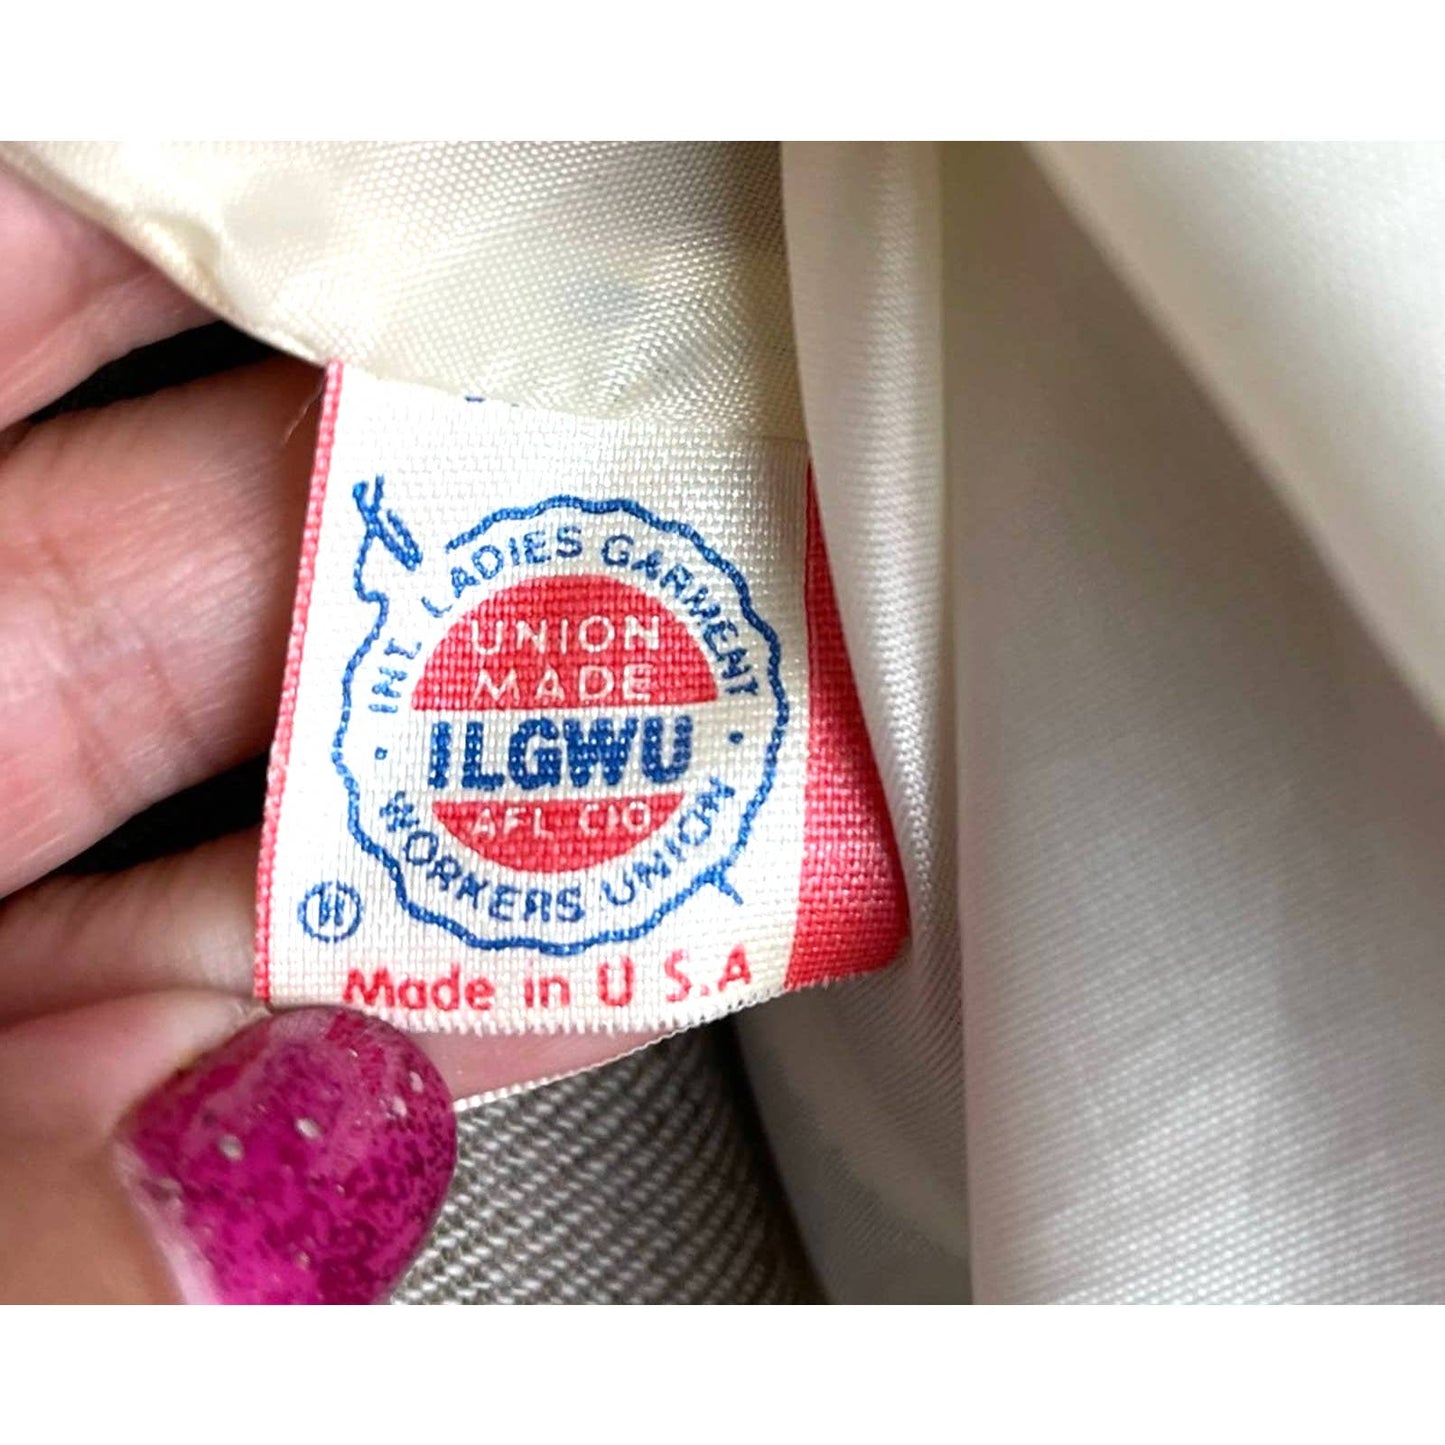 INT. LADIES GARMENT
UNION
MADE
ILGWU
AFL CIO
WORKERS UNION
Made in U.S.A